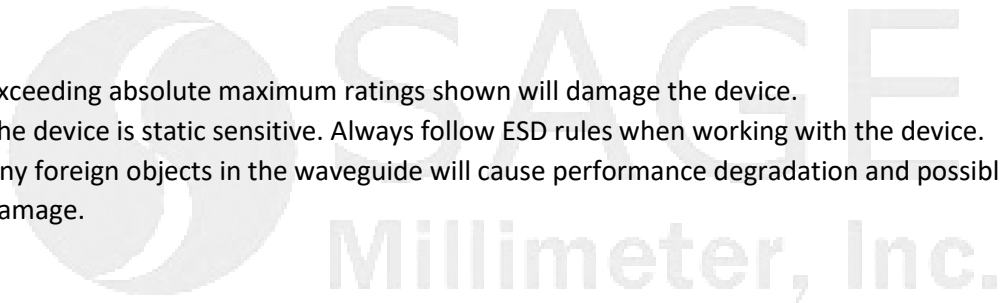 SAGE
xceeding absolute maximum ratings shown will damage the device.
he device is static sensitive. Always follow ESD rules when working with the device.
ny foreign objects in the waveguide will cause performance degradation and possibl
amage.
Millimeter, Inc.